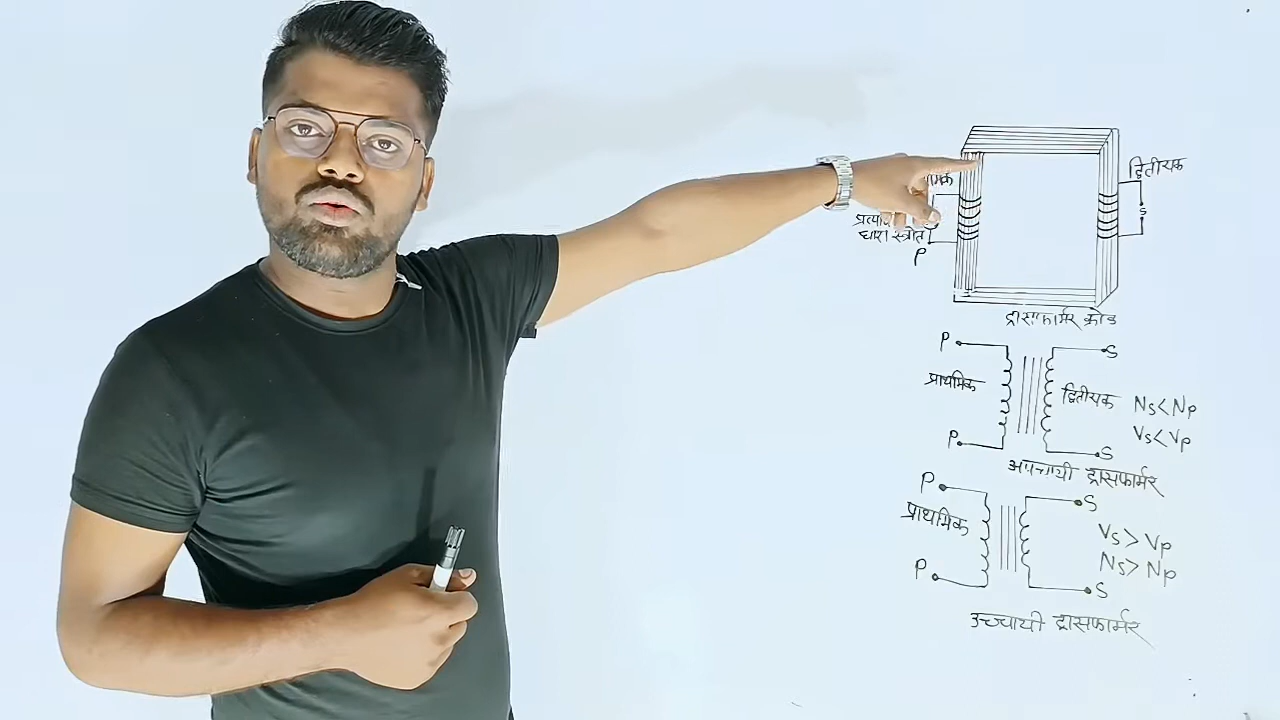 द्वितीयक
S
धारा स्त्रोत
P
ट्रांसफार्मर क्रोड
P S
प्राथमिक द्वितीयक Ns<Np
Vs<Vp
P S
अपचायी ट्रांसफार्मर
P S
प्राथमिक Vs>Vp
Ns>Np
P S
उच्चायी ट्रांसफार्मर